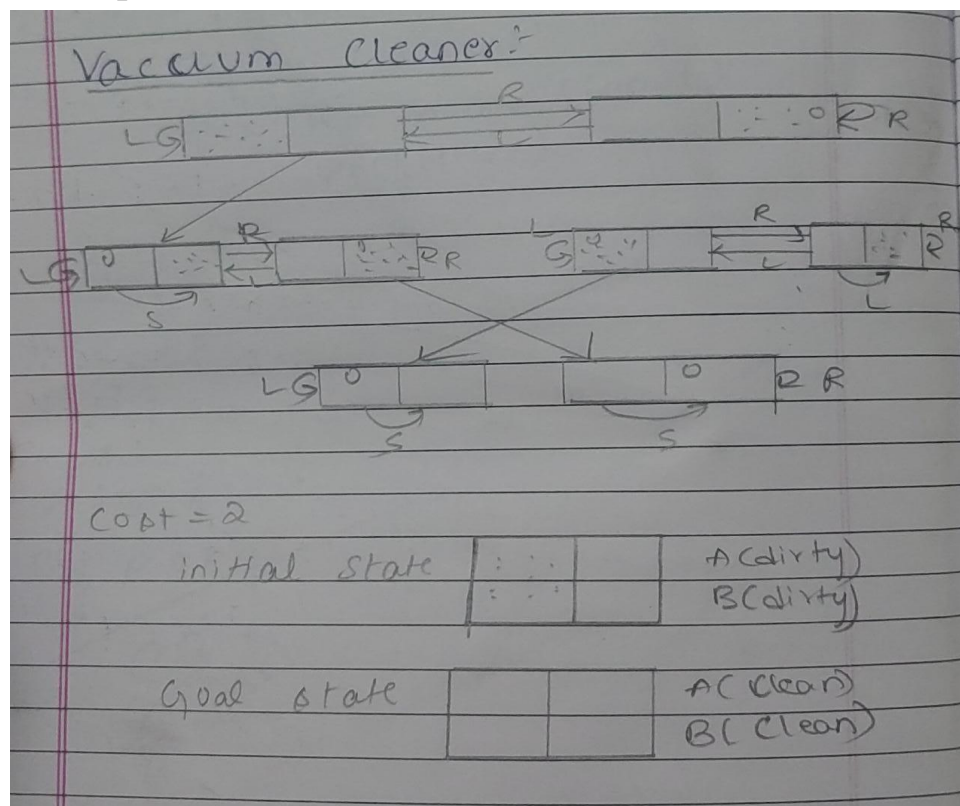 Vaccum Cleaner:-
R
L R
L
R R
L R L R
L L
S L
L R
S S
Cost = 2
initial state A(dirty)
B(dirty)
Goal state A(Clean)
B(Clean)